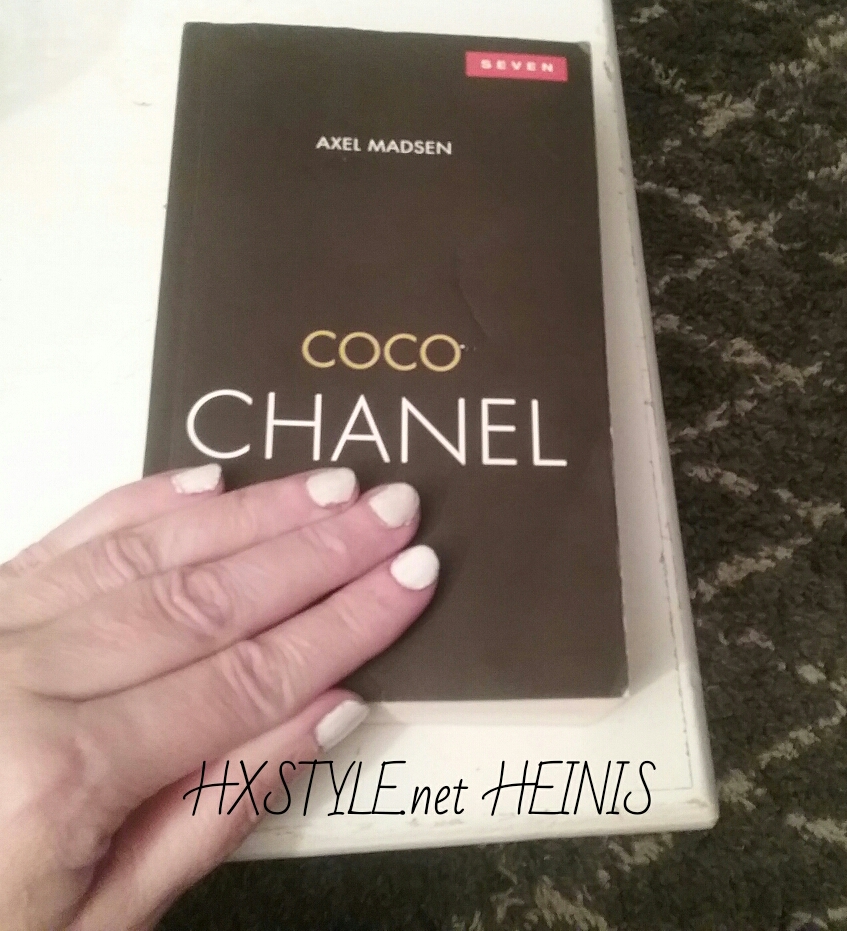 SEVEN
AXEL MADSEN
COCO
CHANEL
HXSTYLE.net HEINIS